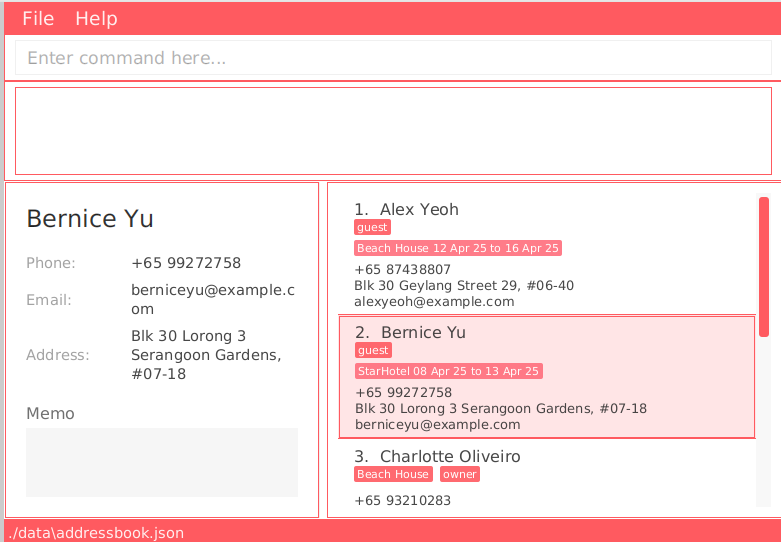 File Help
Enter command here...
Bernice Yu
Phone: +65 99272758
Email: berniceyu@example.c
om
Address: Blk 30 Lorong 3
Serangoon Gardens,
#07-18
Memo
1. Alex Yeoh
guest
Beach House 12 Apr 25 to 16 Apr 25
+65 87438807
Blk 30 Geylang Street 29, #06-40
alexyeoh@example.com
2. Bernice Yu
guest
StarHotel 08 Apr 25 to 13 Apr 25
+65 99272758
Blk 30 Lorong 3 Serangoon Gardens, #07-18
berniceyu@example.com
3. Charlotte Oliveiro
Beach House owner
+65 93210283
./data\addressbook.json